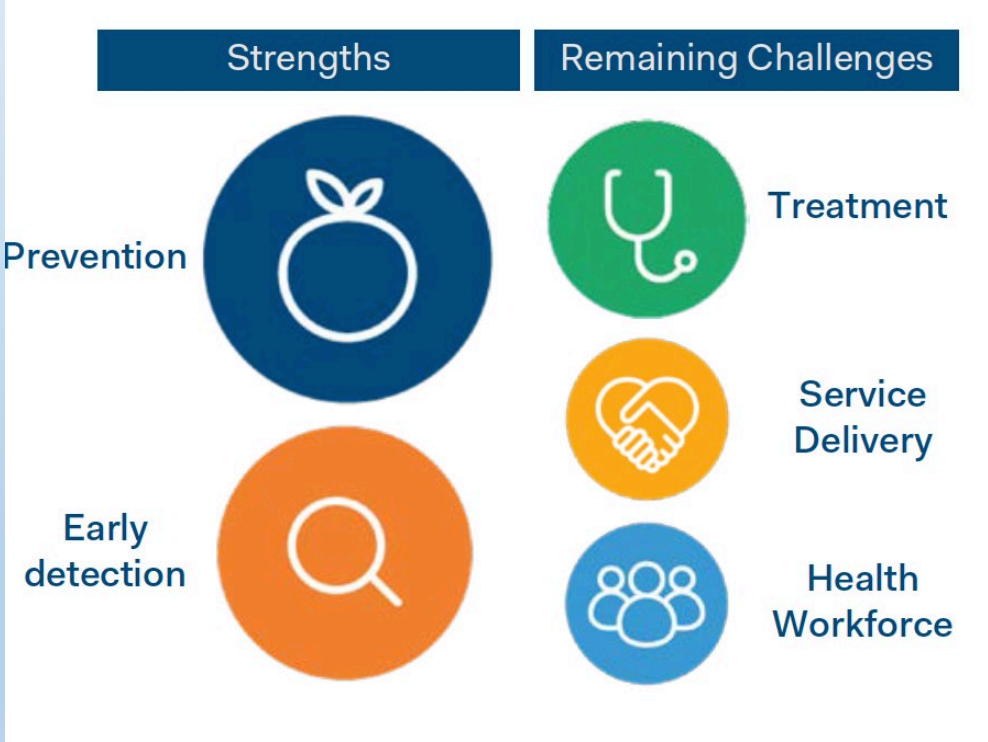 Strengths
Remaining Challenges
Prevention
Early
detection
Treatment
Service
Delivery
Health
Workforce